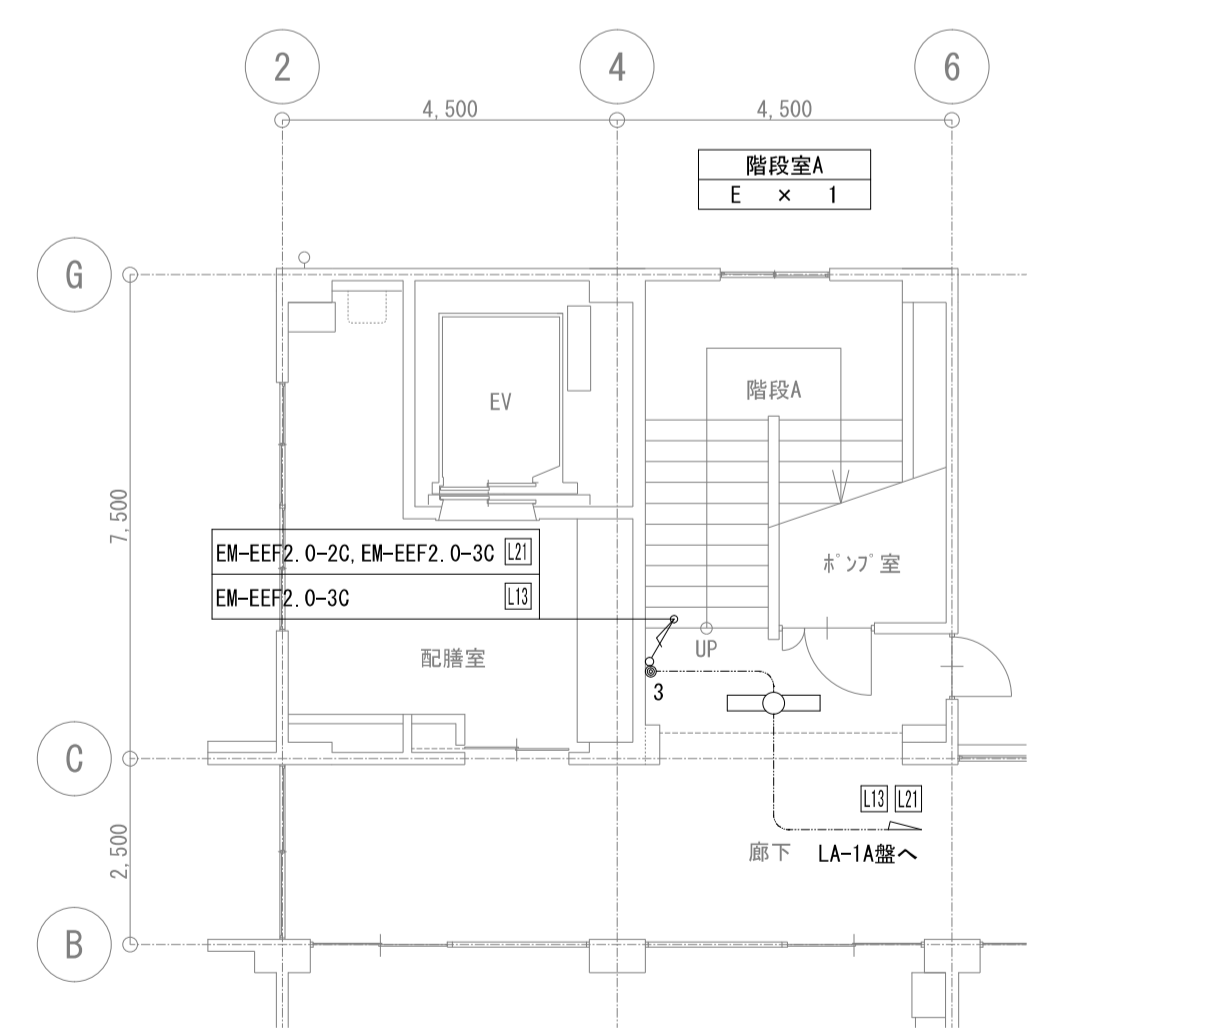 2
4
6
4,500
4,500
階段室A
E × 1
G
階段A
EV
7,500
EM-EEF2.0-2C, EM-EEF2.0-3C L21
EM-EEF2.0-3C L13
ﾎﾟﾝﾌﾟ室
UP
配膳室
3
C
L13 L21
2,500
廊下
LA-1A盤へ
B